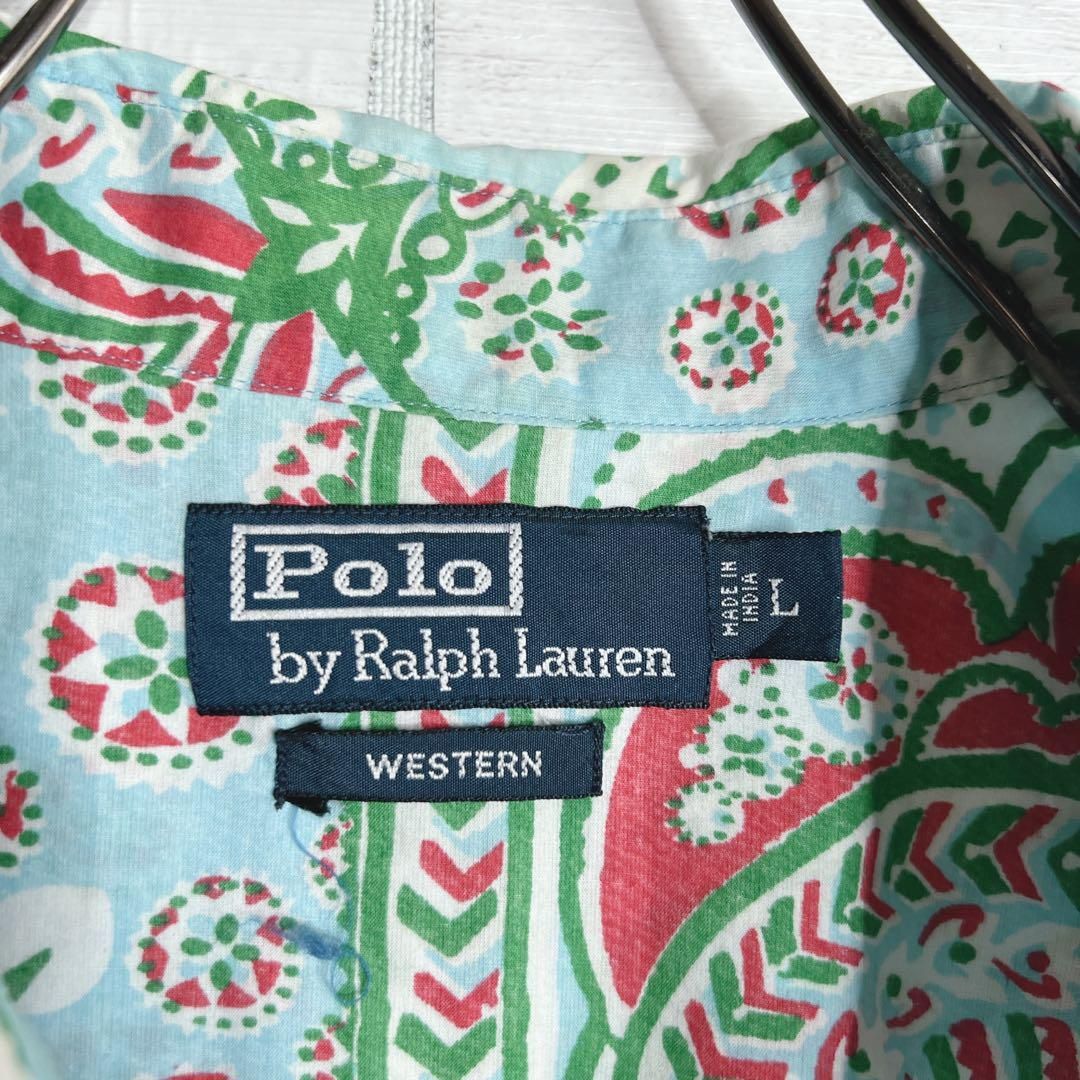 Polo
by Ralph Lauren
MADE IN
INDIA
L
WESTERN